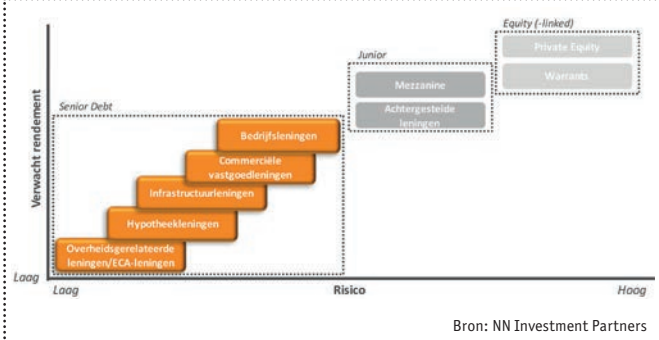 Equity (-linked)
Private Equity
Warrants
Junior
Mezzanine
Achtergestelde
leningen
Senior Debt
Bedrijfsleningen
Commerciële
vastgoedleningen
Infrastructuurleningen
Hypotheekleningen
Overheidsgerelateerde
leningen/ECA-leningen
Verwacht rendement
Laag
Laag
Risico
Hoog
Bron: NN Investment Partners